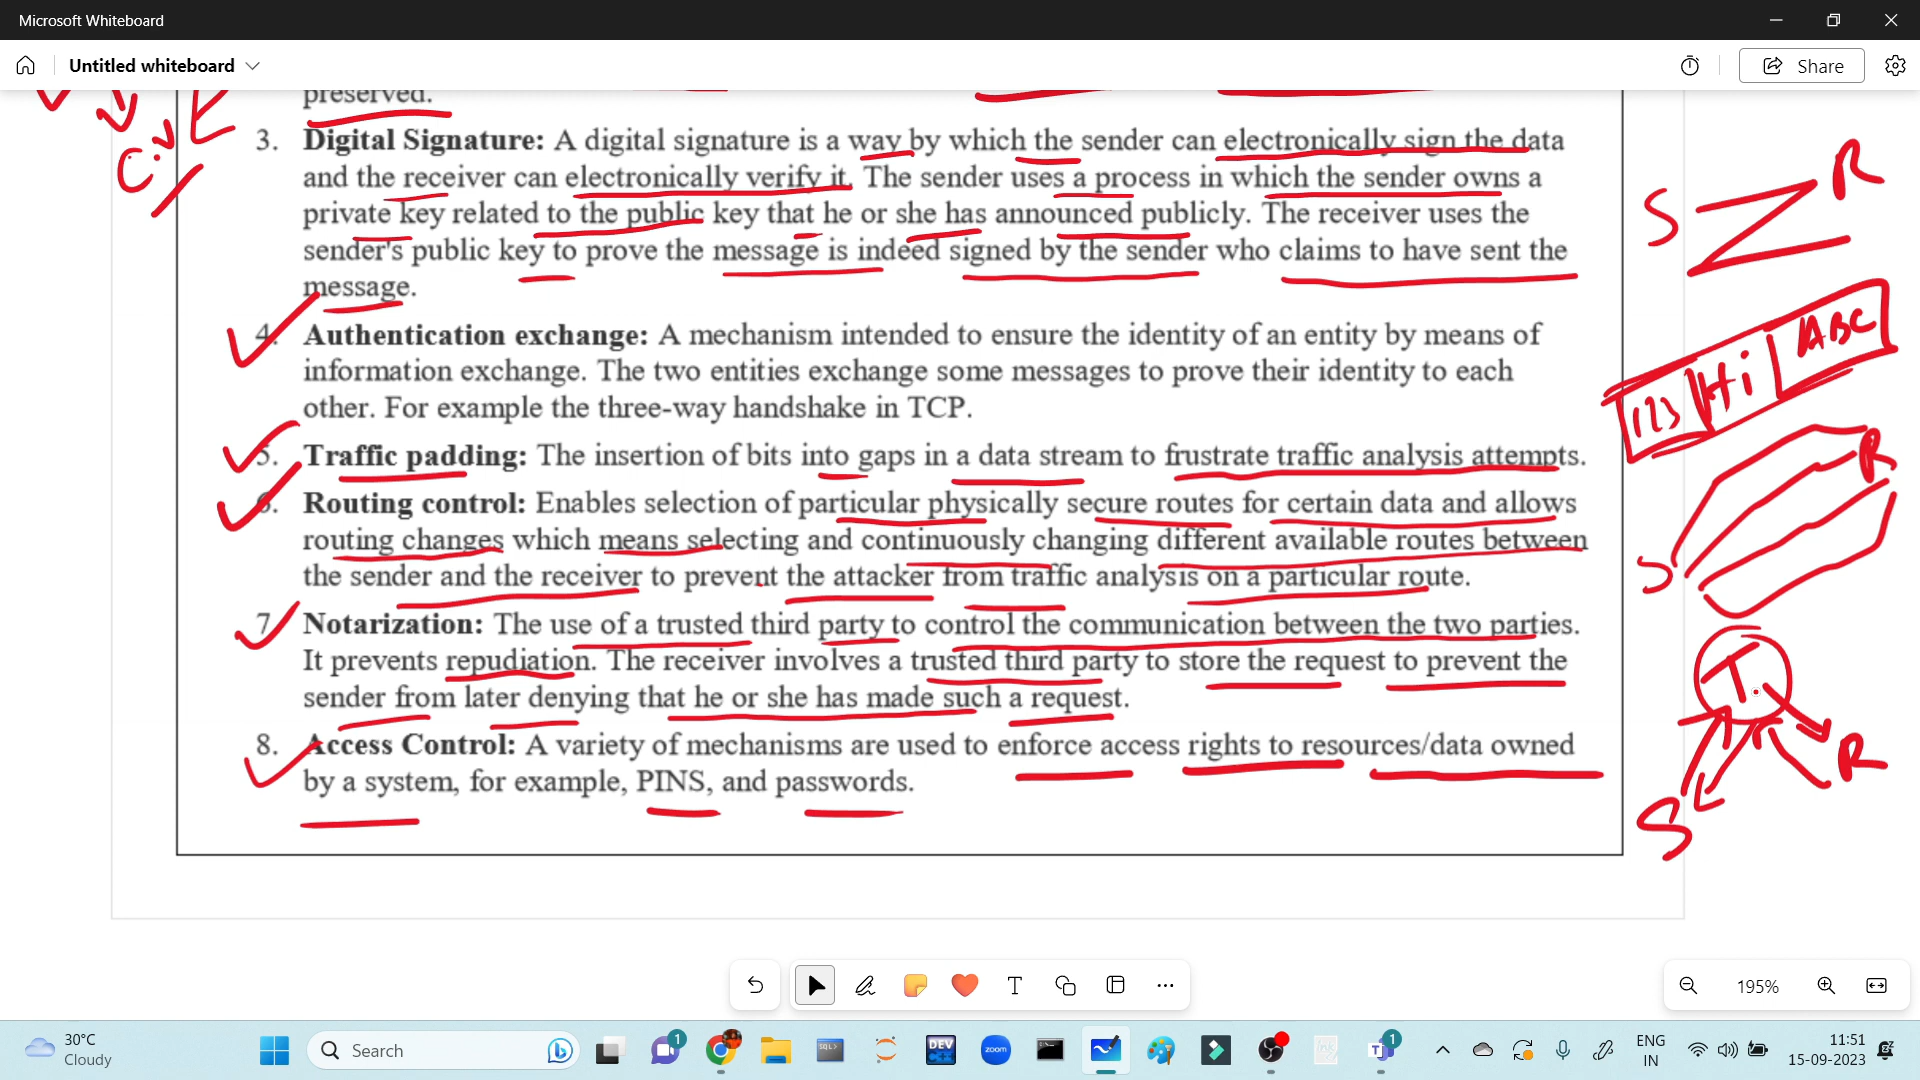 Microsoft Whiteboard
Untitled whiteboard
Share
preserved.
3. Digital Signature: A digital signature is a way by which the sender can electronically sign the data
and the receiver can electronically verify it. The sender uses a process in which the sender owns a
private key related to the public key that he or she has announced publicly. The receiver uses the
sender's public key to prove the message is indeed signed by the sender who claims to have sent the
message.
4. Authentication exchange: A mechanism intended to ensure the identity of an entity by means of
information exchange. The two entities exchange some messages to prove their identity to each
other. For example the three-way handshake in TCP.
5. Traffic padding: The insertion of bits into gaps in a data stream to frustrate traffic analysis attempts.
6. Routing control: Enables selection of particular physically secure routes for certain data and allows
routing changes which means selecting and continuously changing different available routes between
the sender and the receiver to prevent the attacker from traffic analysis on a particular route.
7. Notarization: The use of a trusted third party to control the communication between the two parties.
It prevents repudiation. The receiver involves a trusted third party to store the request to prevent the
sender from later denying that he or she has made such a request.
8. Access Control: A variety of mechanisms are used to enforce access rights to resources/data owned
by a system, for example, PINS, and passwords.
S R
123 Hi ABC
R
S
T
R
S
195%
30°C
Cloudy
Search
1
SQL>
DEV
C++
zoom
1
ENG
IN
11:51
15-09-2023